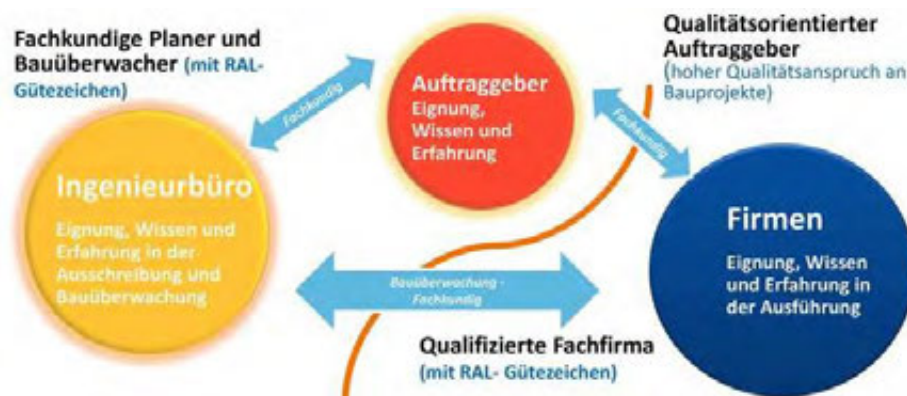 Fachkundige Planer und
Bauüberwacher (mit RAL-
Gütezeichen)
Qualitätsorientierter
Auftraggeber
(hoher Qualitätsanspruch an
Bauprojekte)
Auftraggeber
Eignung,
Wissen und
Erfahrung
Fachkundig
Fachkundig
Ingenieurbüro
Eignung, Wissen und
Erfahrung in der
Ausschreibung und
Bauüberwachung
Firmen
Eignung, Wissen
und Erfahrung in
der Ausführung
Bauüberwachung -
Fachkundig
Qualifizierte Fachfirma
(mit RAL- Gütezeichen)